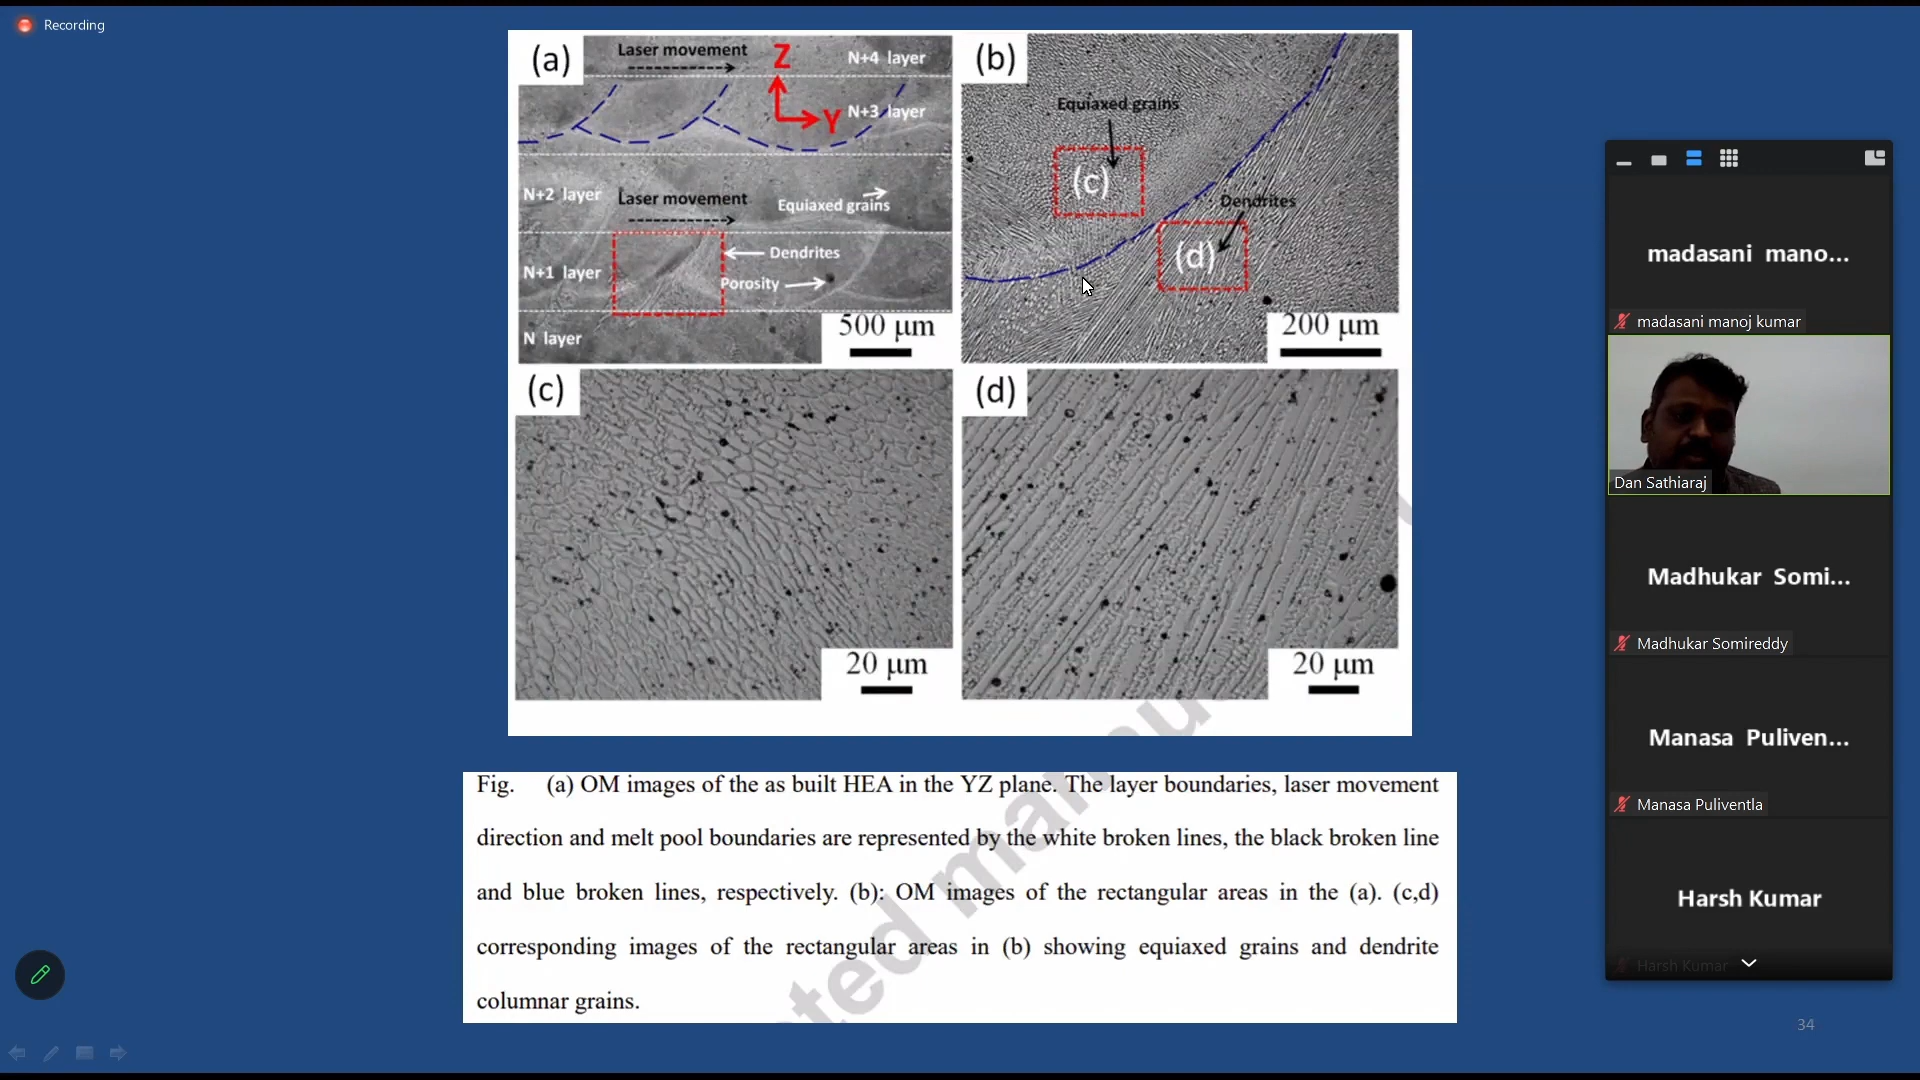 Recording
(a)
Laser movement
Z
N+4 layer
Y
N+3 layer
N+2 layer
Laser movement
Equiaxed grains
N+1 layer
Dendrites
Porosity
N layer
500 μm
(b)
Equiaxed grains
(c)
Dendrites
(d)
200 μm
(c)
20 μm
(d)
20 μm
Fig. (a) OM images of the as built HEA in the YZ plane. The layer boundaries, laser movement
direction and melt pool boundaries are represented by the white broken lines, the black broken line
and blue broken lines, respectively. (b): OM images of the rectangular areas in the (a). (c,d)
corresponding images of the rectangular areas in (b) showing equiaxed grains and dendrite
columnar grains.
madasani mano...
madasani manoj kumar
Dan Sathiaraj
Madhukar Somi...
Madhukar Somireddy
Manasa Puliven...
Manasa Puliventla
Harsh Kumar
Harsh Kumar
34